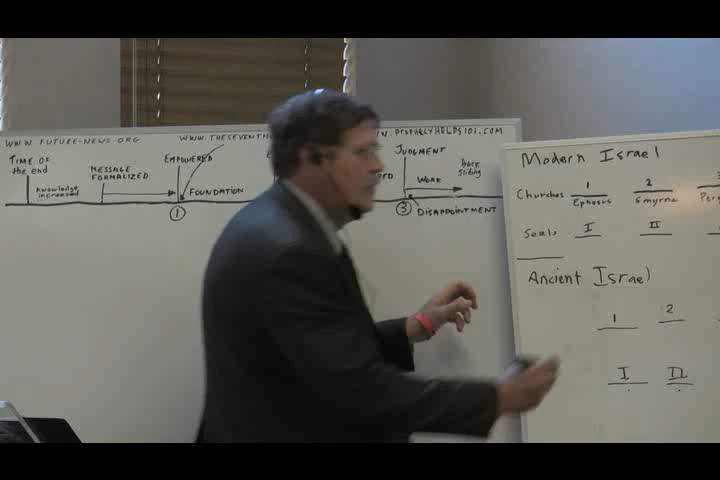 WWW. FUTURE-NEWS.ORG
WWW.THESEVENTH
.PROPHECYHELPS101.COM
TIME OF
the end
Knowledge
increased
MESSAGE
FORMALIZED
EMPOWERED
FOUNDATION
1
JUDGMENT
WORK
Back
Sliding
3
DISAPPOINTMENT
Modern Israel
Churches 1 2 3
Ephesus Smyrna Perg
Seals I II
Ancient Israel
1 2
I II